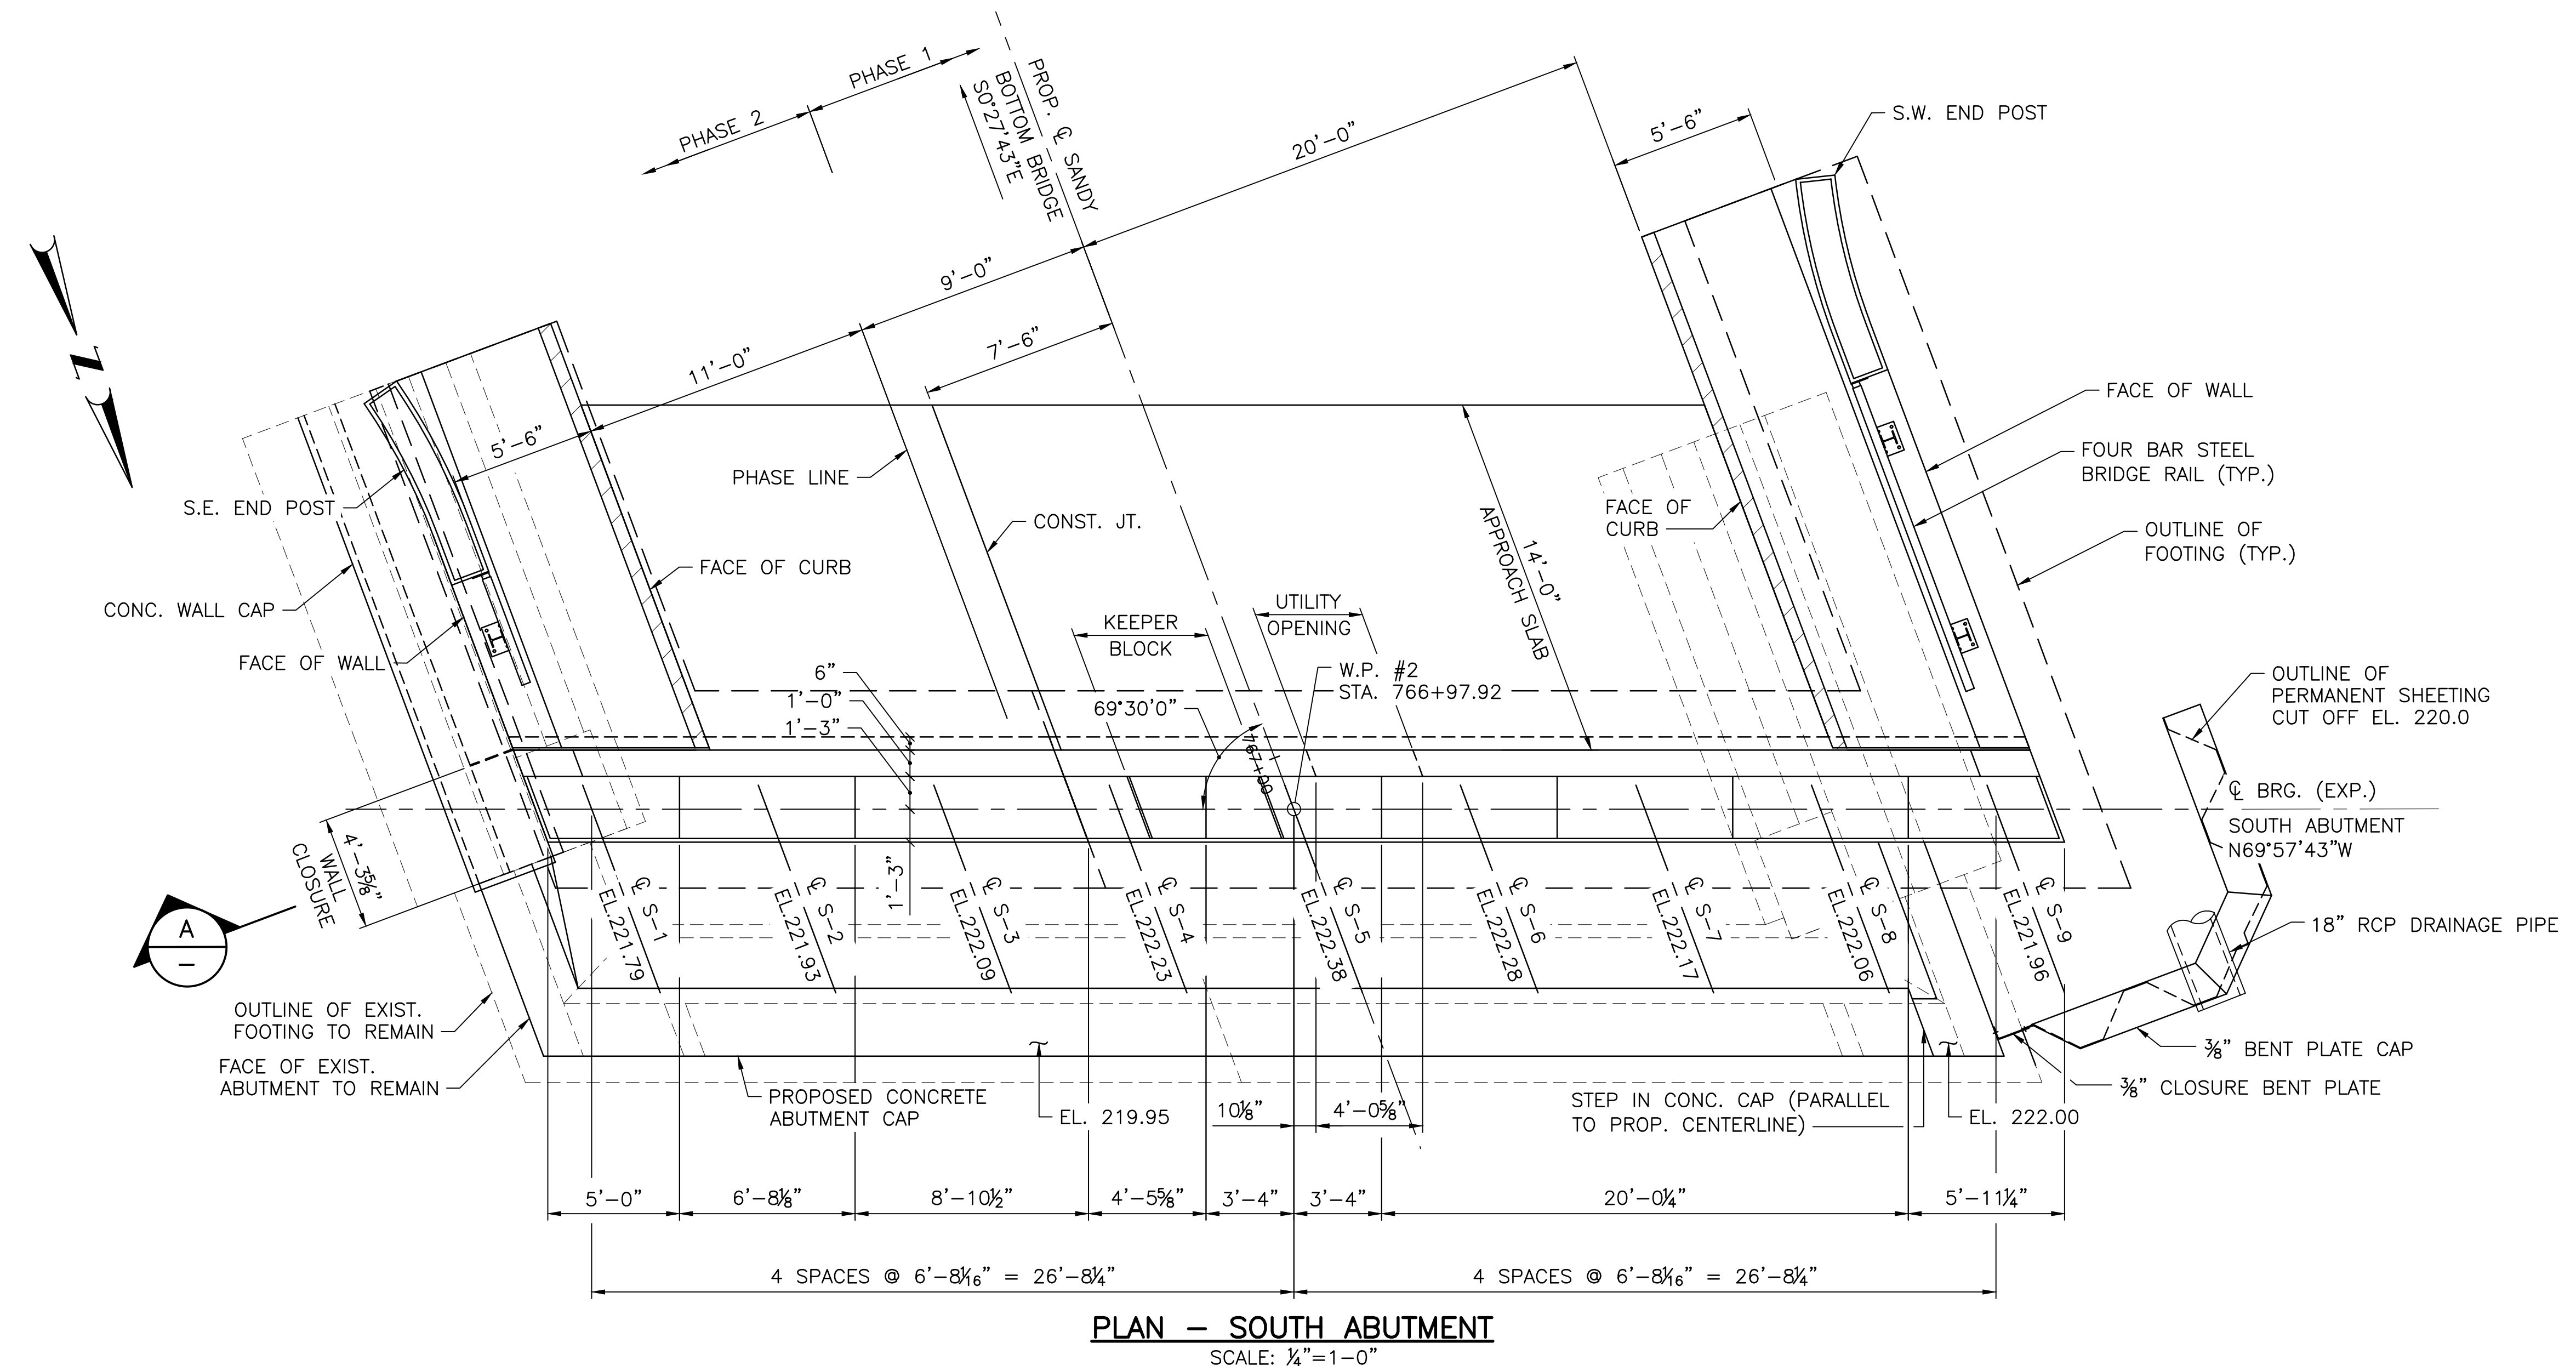 PHASE 1
PHASE 2
PROP. ℄ SANDY
BOTTOM BRIDGE
S0°27'43"E
20'-0"
5'-6"
S.W. END POST
9'-0"
7'-6"
11'-0"
5'-6"
Z
FACE OF WALL
FOUR BAR STEEL
BRIDGE RAIL (TYP.)
OUTLINE OF
FOOTING (TYP.)
PHASE LINE
S.E. END POST
CONST. JT.
FACE OF
CURB
14'-0"
APPROACH SLAB
FACE OF CURB
CONC. WALL CAP
UTILITY
OPENING
KEEPER
BLOCK
FACE OF WALL
6"
1'-0"
1'-3"
69°30'0"
W.P. #2
STA. 766+97.92
767+00
OUTLINE OF
PERMANENT SHEETING
CUT OFF EL. 220.0
℄ BRG. (EXP.)
SOUTH ABUTMENT
N69°57'43"W
4'-3⅝"
WALL
CLOSURE
1'-3"
A
–
℄ S-1
EL.221.79
℄ S-2
EL.221.93
℄ S-3
EL.222.09
℄ S-4
EL.222.23
℄ S-5
EL.222.38
℄ S-6
EL.222.28
℄ S-7
EL.222.17
℄ S-8
EL.222.06
℄ S-9
EL.221.96
18" RCP DRAINAGE PIPE
OUTLINE OF EXIST.
FOOTING TO REMAIN
FACE OF EXIST.
ABUTMENT TO REMAIN
⅜" BENT PLATE CAP
⅜" CLOSURE BENT PLATE
PROPOSED CONCRETE
ABUTMENT CAP
EL. 219.95
10⅛"
4'-0⅝"
STEP IN CONC. CAP (PARALLEL
TO PROP. CENTERLINE)
EL. 222.00
5'-0"
6'-8⅛"
8'-10½"
4'-5⅝"
3'-4"
3'-4"
20'-0¼"
5'-11¼"
4 SPACES @ 6'-8 1/16" = 26'-8¼"
4 SPACES @ 6'-8 1/16" = 26'-8¼"
PLAN – SOUTH ABUTMENT
SCALE: ¼"=1-0"